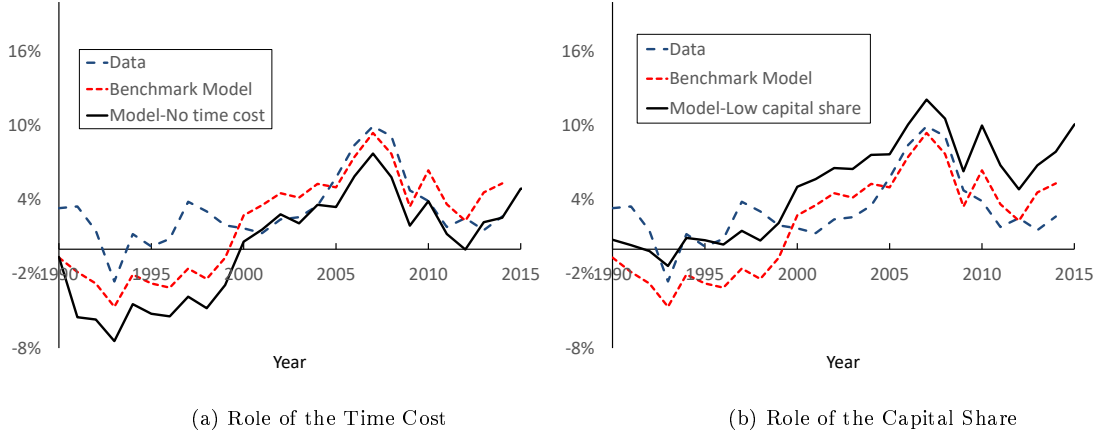 16%
10%
4%
-2%
-8%
Data
Benchmark Model
Model-No time cost
1990 1995 2000 2005 2010 2015
Year
(a) Role of the Time Cost
16%
10%
4%
-2%
-8%
Data
Benchmark Model
Model-Low capital share
1990 1995 2000 2005 2010 2015
Year
(b) Role of the Capital Share